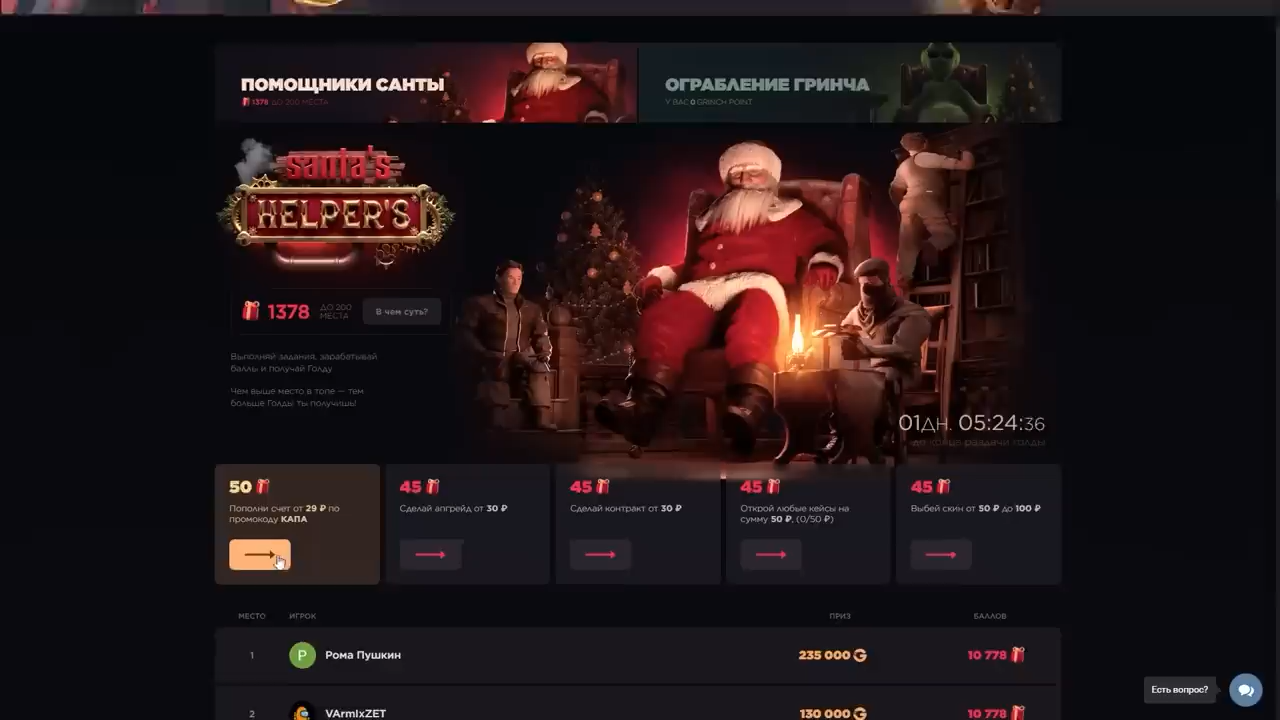 ПОМОЩНИКИ САНТЫ
1378 ДО 200 МЕСТА
ОГРАБЛЕНИЕ ГРИНЧА
У ВАС 0 GRINCH POINT
santa's
HELPER'S
1378
ДО 200
МЕСТА
В чем суть?
Выполняй задания, зарабатывай
баллы и получай Голду
Чем выше место в топе — тем
больше Голды ты получишь!
01ДН. 05:24:36
до конца раздачи голды
50
Пополни счет от 29 ₽ по
промокоду КАПА
45
Сделай апгрейд от 30 ₽
45
Сделай контракт от 30 ₽
45
Открой любые кейсы на
сумму 50 ₽, (0/50 ₽)
45
Выбей скин от 50 ₽ до 100 ₽
МЕСТО ИГРОК ПРИЗ БАЛЛОВ
1 Р Рома Пушкин 235 000 G 10 778
2 VArmIxZET 130 000 G 10 778
Есть вопрос?